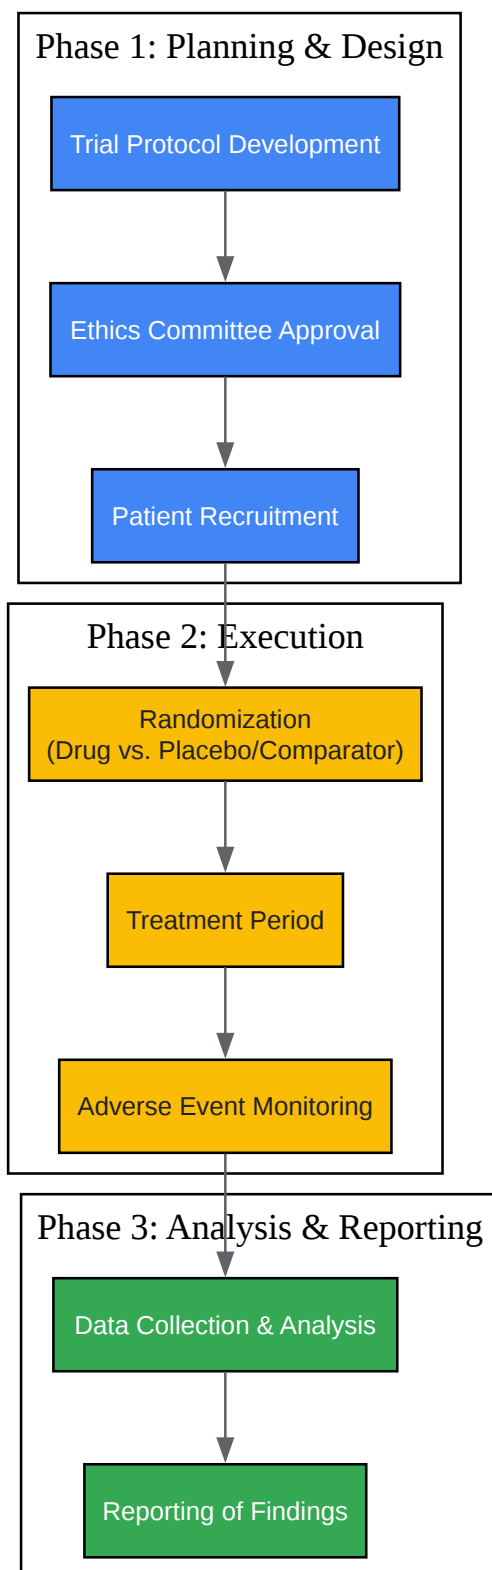 Phase 1: Planning & Design
Trial Protocol Development
Ethics Committee Approval
Patient Recruitment
Phase 2: Execution
Randomization
(Drug vs. Placebo/Comparator)
Treatment Period
Adverse Event Monitoring
Phase 3: Analysis & Reporting
Data Collection & Analysis
Reporting of Findings